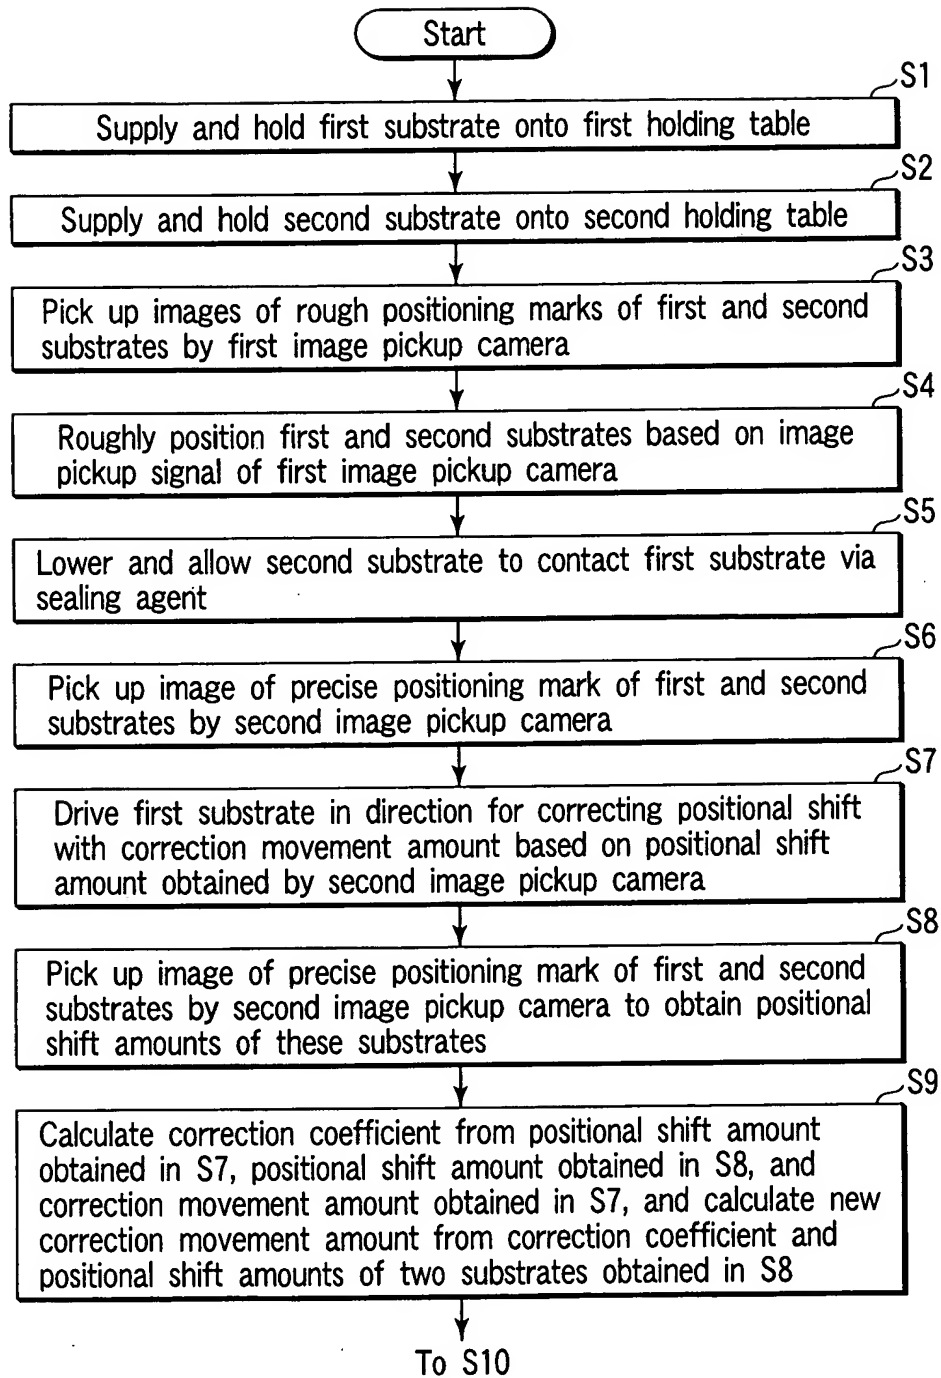 Start
S1
Supply and hold first substrate onto first holding table
S2
Supply and hold second substrate onto second holding table
S3
Pick up images of rough positioning marks of first and second
substrates by first image pickup camera
S4
Roughly position first and second substrates based on image
pickup signal of first image pickup camera
S5
Lower and allow second substrate to contact first substrate via
sealing agent
S6
Pick up image of precise positioning mark of first and second
substrates by second image pickup camera
S7
Drive first substrate in direction for correcting positional shift
with correction movement amount based on positional shift
amount obtained by second image pickup camera
S8
Pick up image of precise positioning mark of first and second
substrates by second image pickup camera to obtain positional
shift amounts of these substrates
S9
Calculate correction coefficient from positional shift amount
obtained in S7, positional shift amount obtained in S8, and
correction movement amount obtained in S7, and calculate new
correction movement amount from correction coefficient and
positional shift amounts of two substrates obtained in S8
To S10